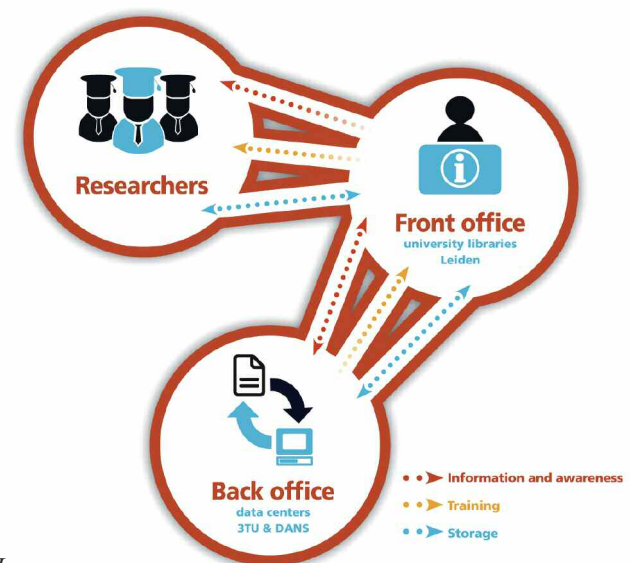 Researchers
Front office
university libraries
Leiden
Back office
data centers
3TU & DANS
Information and awareness
Training
Storage